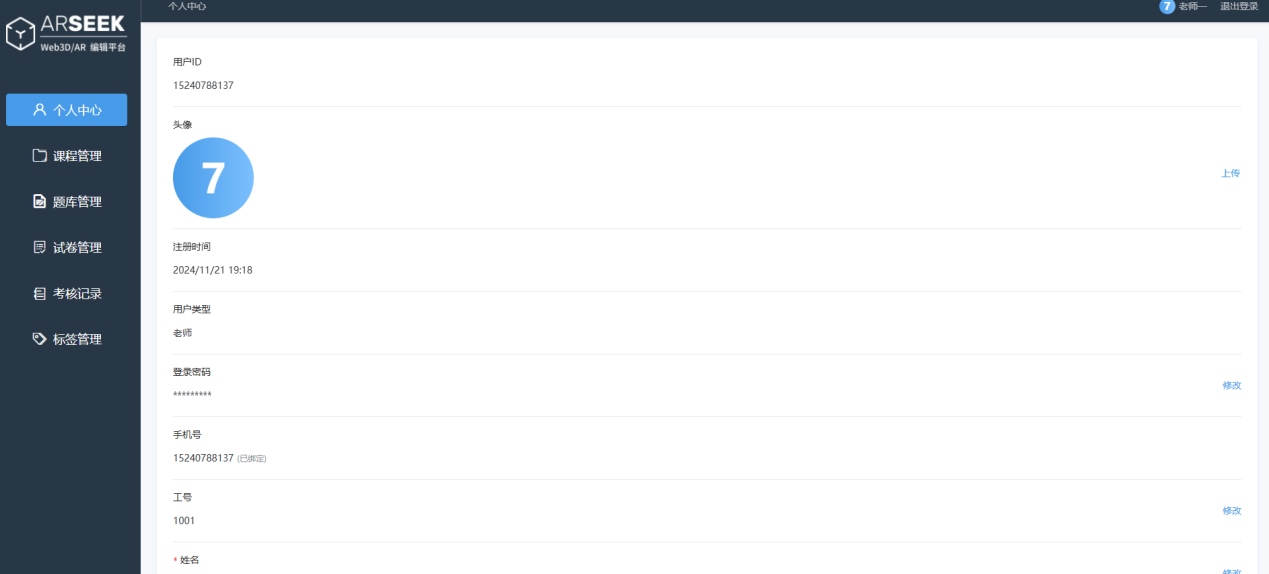 ARSEEK
Web3D/AR 编辑平台
个人中心
课程管理
题库管理
试卷管理
考核记录
标签管理
个人中心
7 老师一 退出登录
用户ID
15240788137
头像
7
上传
注册时间
2024/11/21 19:18
用户类型
老师
登录密码
*********
修改
手机号
15240788137 (已绑定)
工号
1001
修改
* 姓名
修改